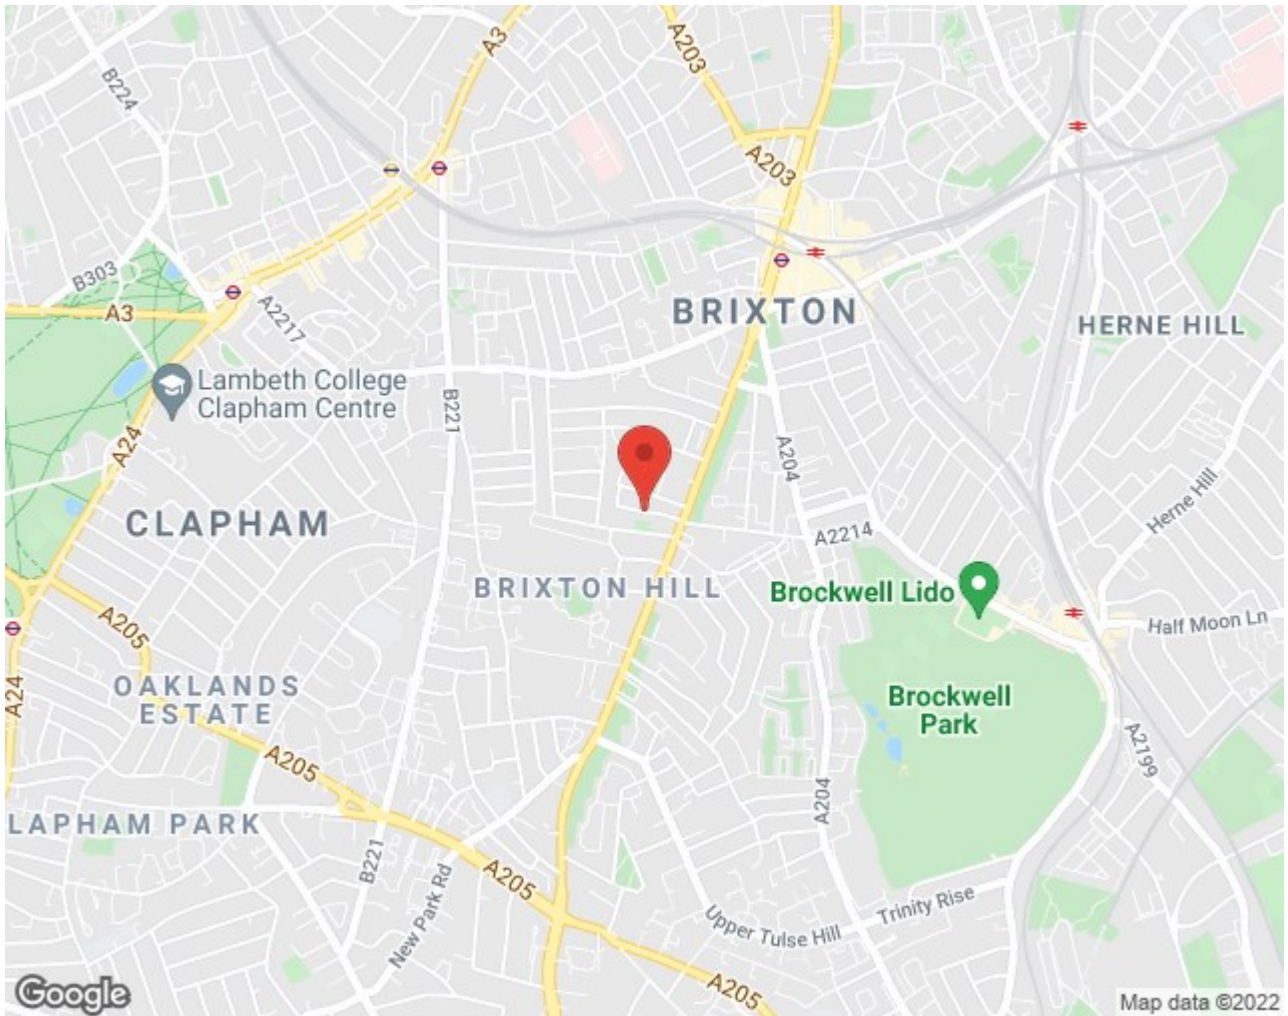 A3
A203
B224
A203
B303
BRIXTON
A3
A2217
HERNE HILL
Lambeth College
Clapham Centre
B221
A24
A204
Herne Hill
CLAPHAM
A2214
BRIXTON HILL
Brockwell Lido
A205
Half Moon Ln
OAKLANDS
ESTATE
A24
Brockwell
Park
A2199
A205
A204
LAPHAM PARK
B221
A205
New Park Rd
Trinity Rise
Upper Tulse Hill
A205
Google
Map data ©2022